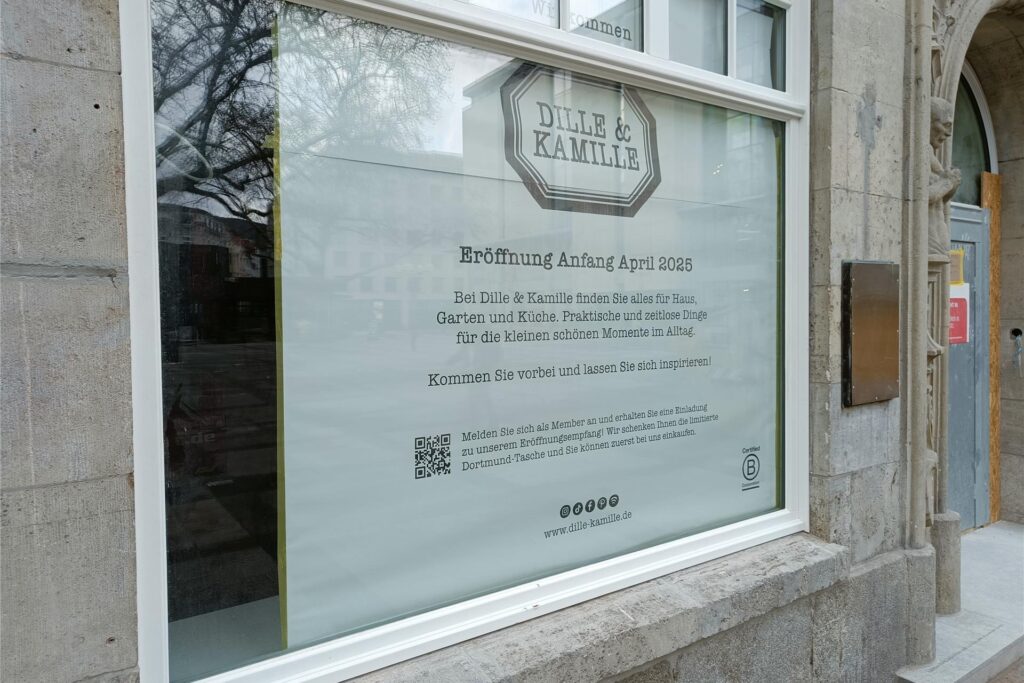 kommen
DILLE &
KAMILLE
Eröffnung Anfang April 2025
Bei Dille & Kamille finden Sie alles für Haus,
Garten und Küche. Praktische und zeitlose Dinge
für die kleinen schönen Momente im Alltag.
Kommen Sie vorbei und lassen Sie sich inspirieren!
Melden Sie sich als Member an und erhalten Sie eine Einladung
zu unserem Eröffnungsempfang! Wir schenken Ihnen die limitierte
Dortmund-Tasche und Sie können zuerst bei uns einkaufen.
Certified
B
Corporation
www.dille-kamille.de